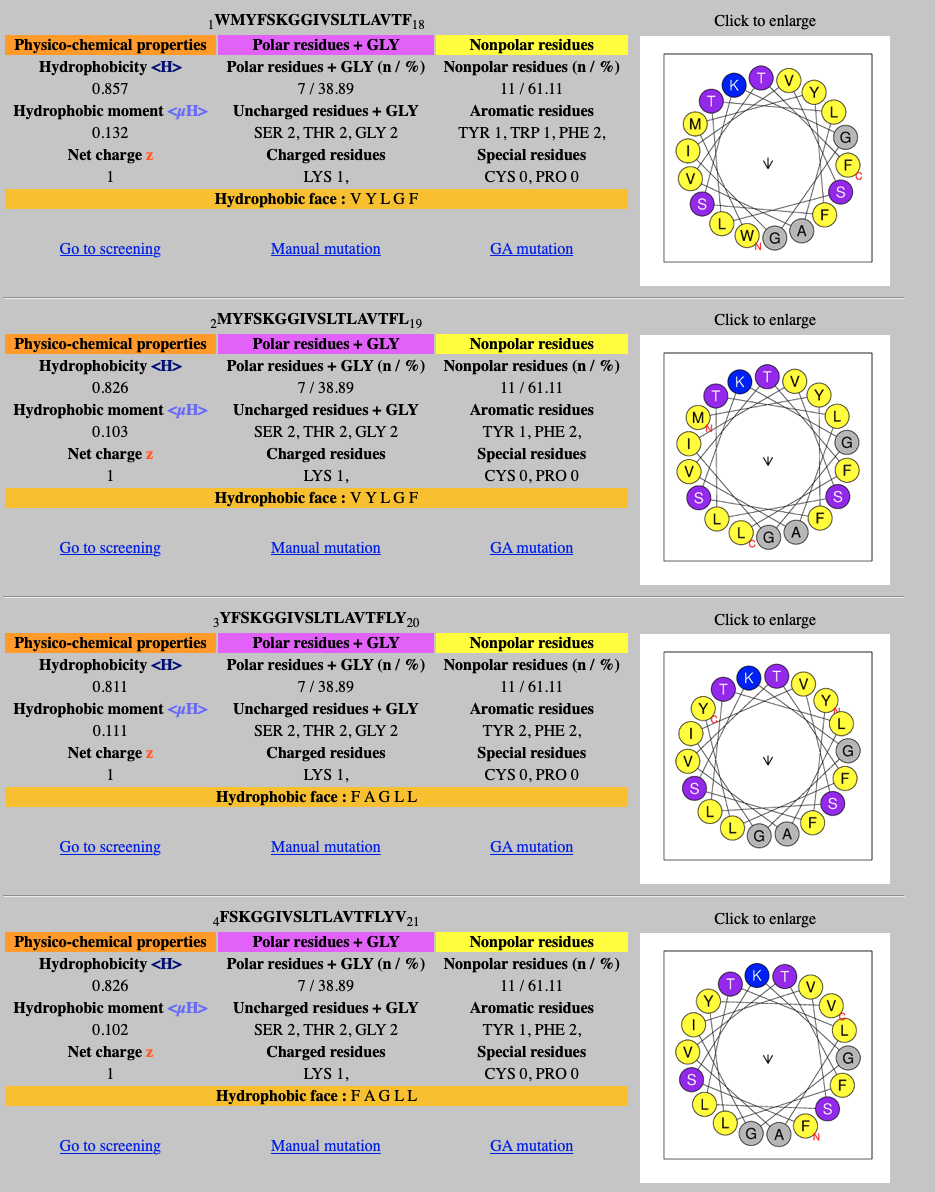 1WMYFSKGGIVSLTLAVTF18 Click to enlarge
Physico-chemical properties Polar residues + GLY Nonpolar residues
Hydrophobicity <H> Polar residues + GLY (n / %) Nonpolar residues (n / %)
0.857 7 / 38.89 11 / 61.11
Hydrophobic moment <μH> Uncharged residues + GLY Aromatic residues
0.132 SER 2, THR 2, GLY 2 TYR 1, TRP 1, PHE 2,
Net charge z Charged residues Special residues
1 LYS 1, CYS 0, PRO 0
Hydrophobic face : V Y L G F
Go to screening Manual mutation GA mutation
K T V Y L G F C S F A G W N L S V I M T
2MYFSKGGIVSLTLAVTFL19 Click to enlarge
Physico-chemical properties Polar residues + GLY Nonpolar residues
Hydrophobicity <H> Polar residues + GLY (n / %) Nonpolar residues (n / %)
0.826 7 / 38.89 11 / 61.11
Hydrophobic moment <μH> Uncharged residues + GLY Aromatic residues
0.103 SER 2, THR 2, GLY 2 TYR 1, PHE 2,
Net charge z Charged residues Special residues
1 LYS 1, CYS 0, PRO 0
Hydrophobic face : V Y L G F
Go to screening Manual mutation GA mutation
K T V Y L G F S F A G L C L S V I M N T
3YFSKGGIVSLTLAVTFLY20 Click to enlarge
Physico-chemical properties Polar residues + GLY Nonpolar residues
Hydrophobicity <H> Polar residues + GLY (n / %) Nonpolar residues (n / %)
0.811 7 / 38.89 11 / 61.11
Hydrophobic moment <μH> Uncharged residues + GLY Aromatic residues
0.111 SER 2, THR 2, GLY 2 TYR 2, PHE 2,
Net charge z Charged residues Special residues
1 LYS 1, CYS 0, PRO 0
Hydrophobic face : F A G L L
Go to screening Manual mutation GA mutation
K T V Y N L G F S F A G L L S V I Y C T
4FSKGGIVSLTLAVTFLYV21 Click to enlarge
Physico-chemical properties Polar residues + GLY Nonpolar residues
Hydrophobicity <H> Polar residues + GLY (n / %) Nonpolar residues (n / %)
0.826 7 / 38.89 11 / 61.11
Hydrophobic moment <μH> Uncharged residues + GLY Aromatic residues
0.102 SER 2, THR 2, GLY 2 TYR 1, PHE 2,
Net charge z Charged residues Special residues
1 LYS 1, CYS 0, PRO 0
Hydrophobic face : F A G L L
Go to screening Manual mutation GA mutation
K T V V C L G F S F N A G L L S V I Y T